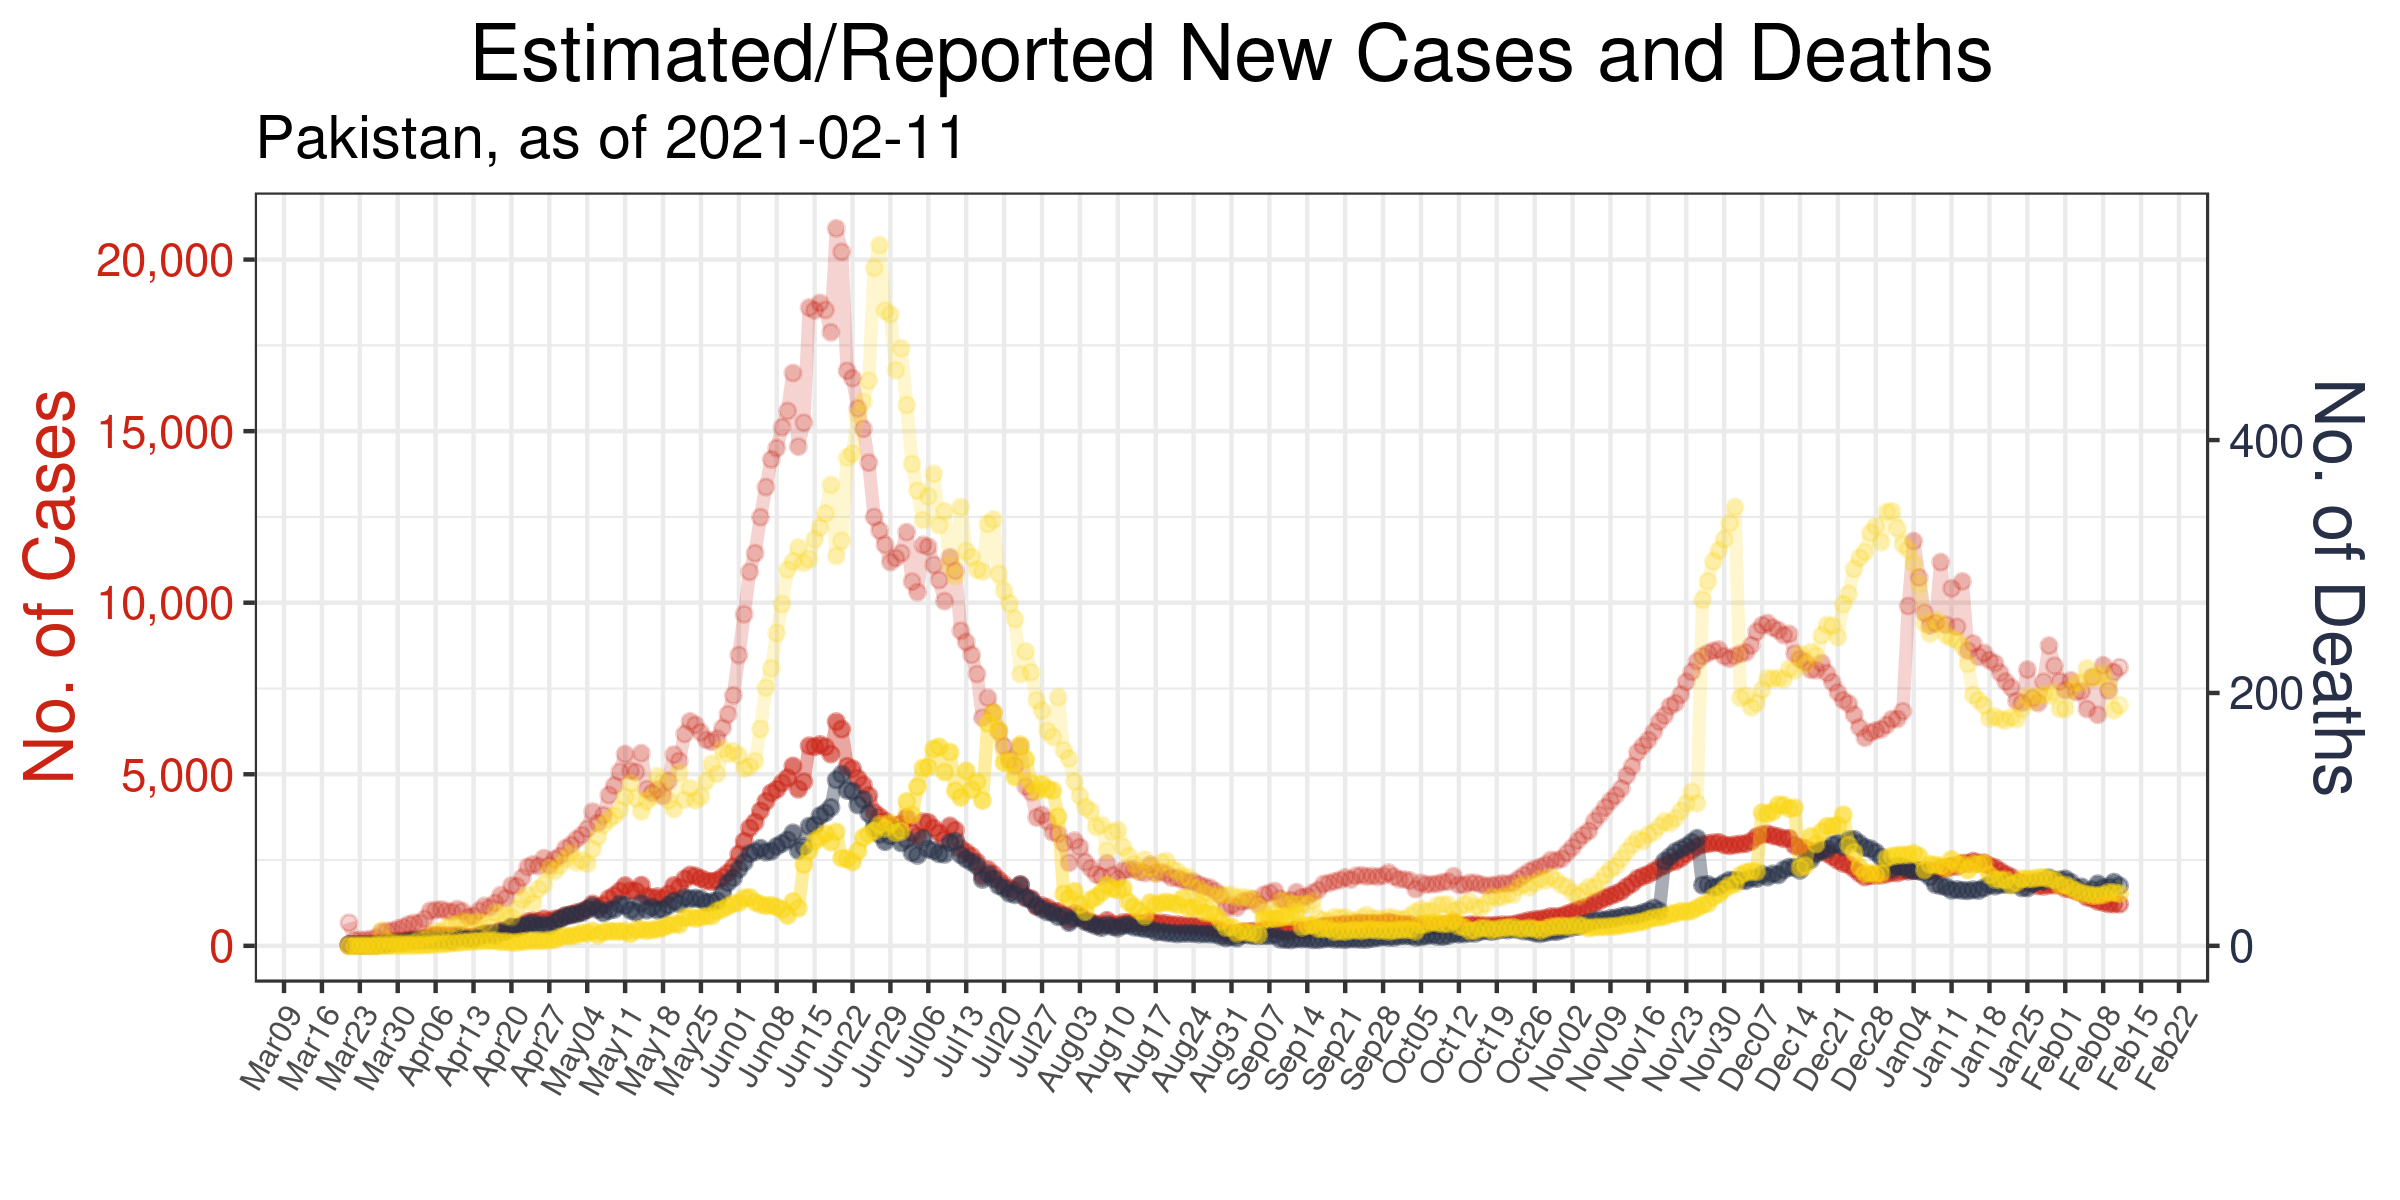 Estimated/Reported New Cases and Deaths
Pakistan, as of 2021-02-11
No. of Cases
20,000
15,000
10,000
5,000
0
400
200
0
No. of Deaths
Mar09
Mar16
Mar23
Mar30
Apr06
Apr13
Apr20
Apr27
May04
May11
May18
May25
Jun01
Jun08
Jun15
Jun22
Jun29
Jul06
Jul13
Jul20
Jul27
Aug03
Aug10
Aug17
Aug24
Aug31
Sep07
Sep14
Sep21
Sep28
Oct05
Oct12
Oct19
Oct26
Nov02
Nov09
Nov16
Nov23
Nov30
Dec07
Dec14
Dec21
Dec28
Dec04
Jan11
Jan18
Jan18
Jan25
Feb01
Feb08
Feb15
Feb22